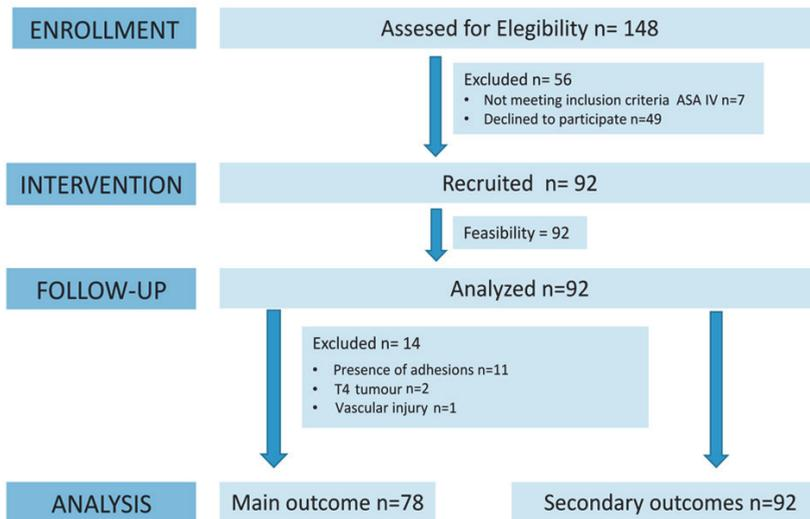 ENROLLMENT
Assesed for Elegibility n= 148
Excluded n= 56
• Not meeting inclusion criteria ASA IV n=7
• Declined to participate n=49
INTERVENTION
Recruited n= 92
Feasibility = 92
FOLLOW-UP
Analyzed n=92
Excluded n= 14
• Presence of adhesions n=11
• T4 tumour n=2
• Vascular injury n=1
ANALYSIS
Main outcome n=78
Secondary outcomes n=92